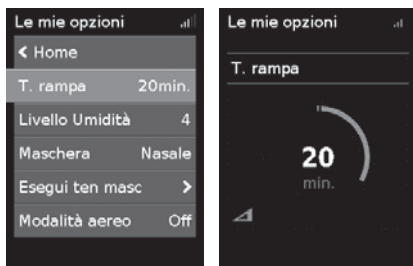 Le mie opzioni
Home
T. rampa 20min.
Livello Umidità 4
Maschera Nasale
Esegui ten masc
Modalità aereo Off
Le mie opzioni
T. rampa
20
min.